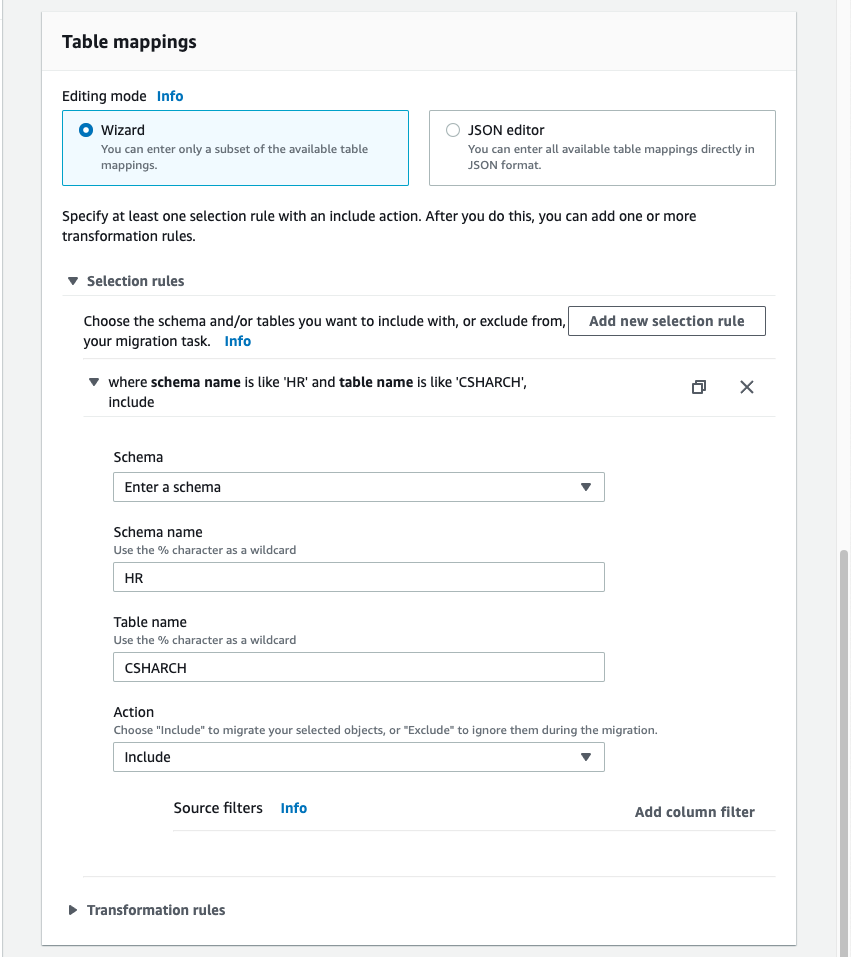 Table mappings
Editing mode Info
Wizard
You can enter only a subset of the available table
mappings.
JSON editor
You can enter all available table mappings directly in
JSON format.
Specify at least one selection rule with an include action. After you do this, you can add one or more
transformation rules.
Selection rules
Choose the schema and/or tables you want to include with, or exclude from,
your migration task. Info
Add new selection rule
where schema name is like 'HR' and table name is like 'CSHARCH',
include
Schema
Enter a schema
Schema name
Use the % character as a wildcard
HR
Table name
Use the % character as a wildcard
CSHARCH
Action
Choose "Include" to migrate your selected objects, or "Exclude" to ignore them during the migration.
Include
Source filters Info
Add column filter
Transformation rules